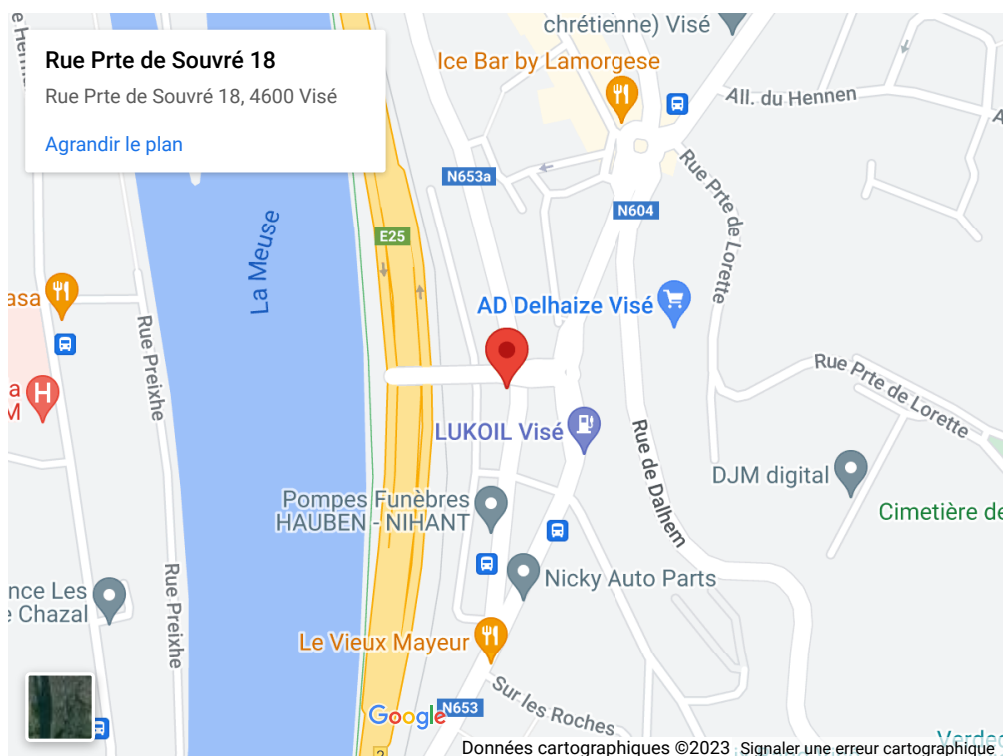 chrétienne) Visé
Rue Prte de Souvré 18
Rue Prte de Souvré 18, 4600 Visé
Agrandir le plan
Ice Bar by Lamorgese
All. du Hennen
N653a
Rue Prte de Lorette
N604
La Meuse
E25
asa
AD Delhaize Visé
Rue Preixhe
Rue Prte de Lorette
a
H
M
LUKOIL Visé
Rue de Dalhem
DJM digital
Pompes Funèbres
HAUBEN - NIHANT
Cimetière de
Nicky Auto Parts
nce Les
e Chazal
Rue Preixhe
Le Vieux Mayeur
Sur les Roches
Google
N653
2
Données cartographiques ©2023
Signaler une erreur cartographique